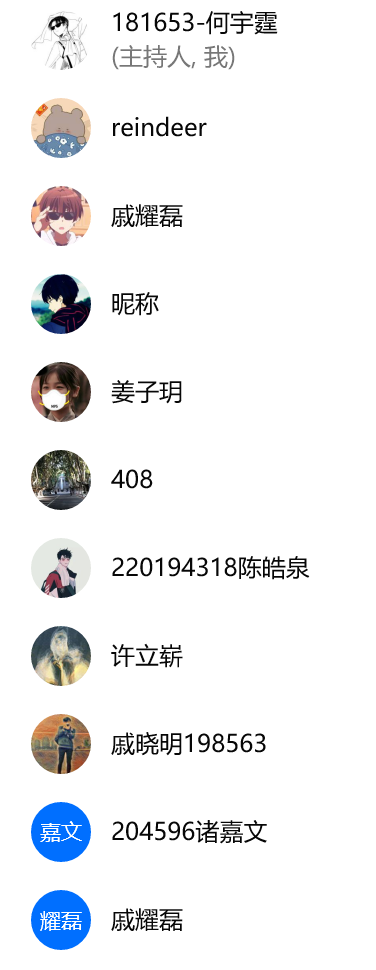 181653-何宇霆
(主持人, 我)
reindeer
戚耀磊
昵称
姜子玥
408
220194318陈皓泉
许立崭
戚晓明198563
嘉文
204596诸嘉文
耀磊
戚耀磊